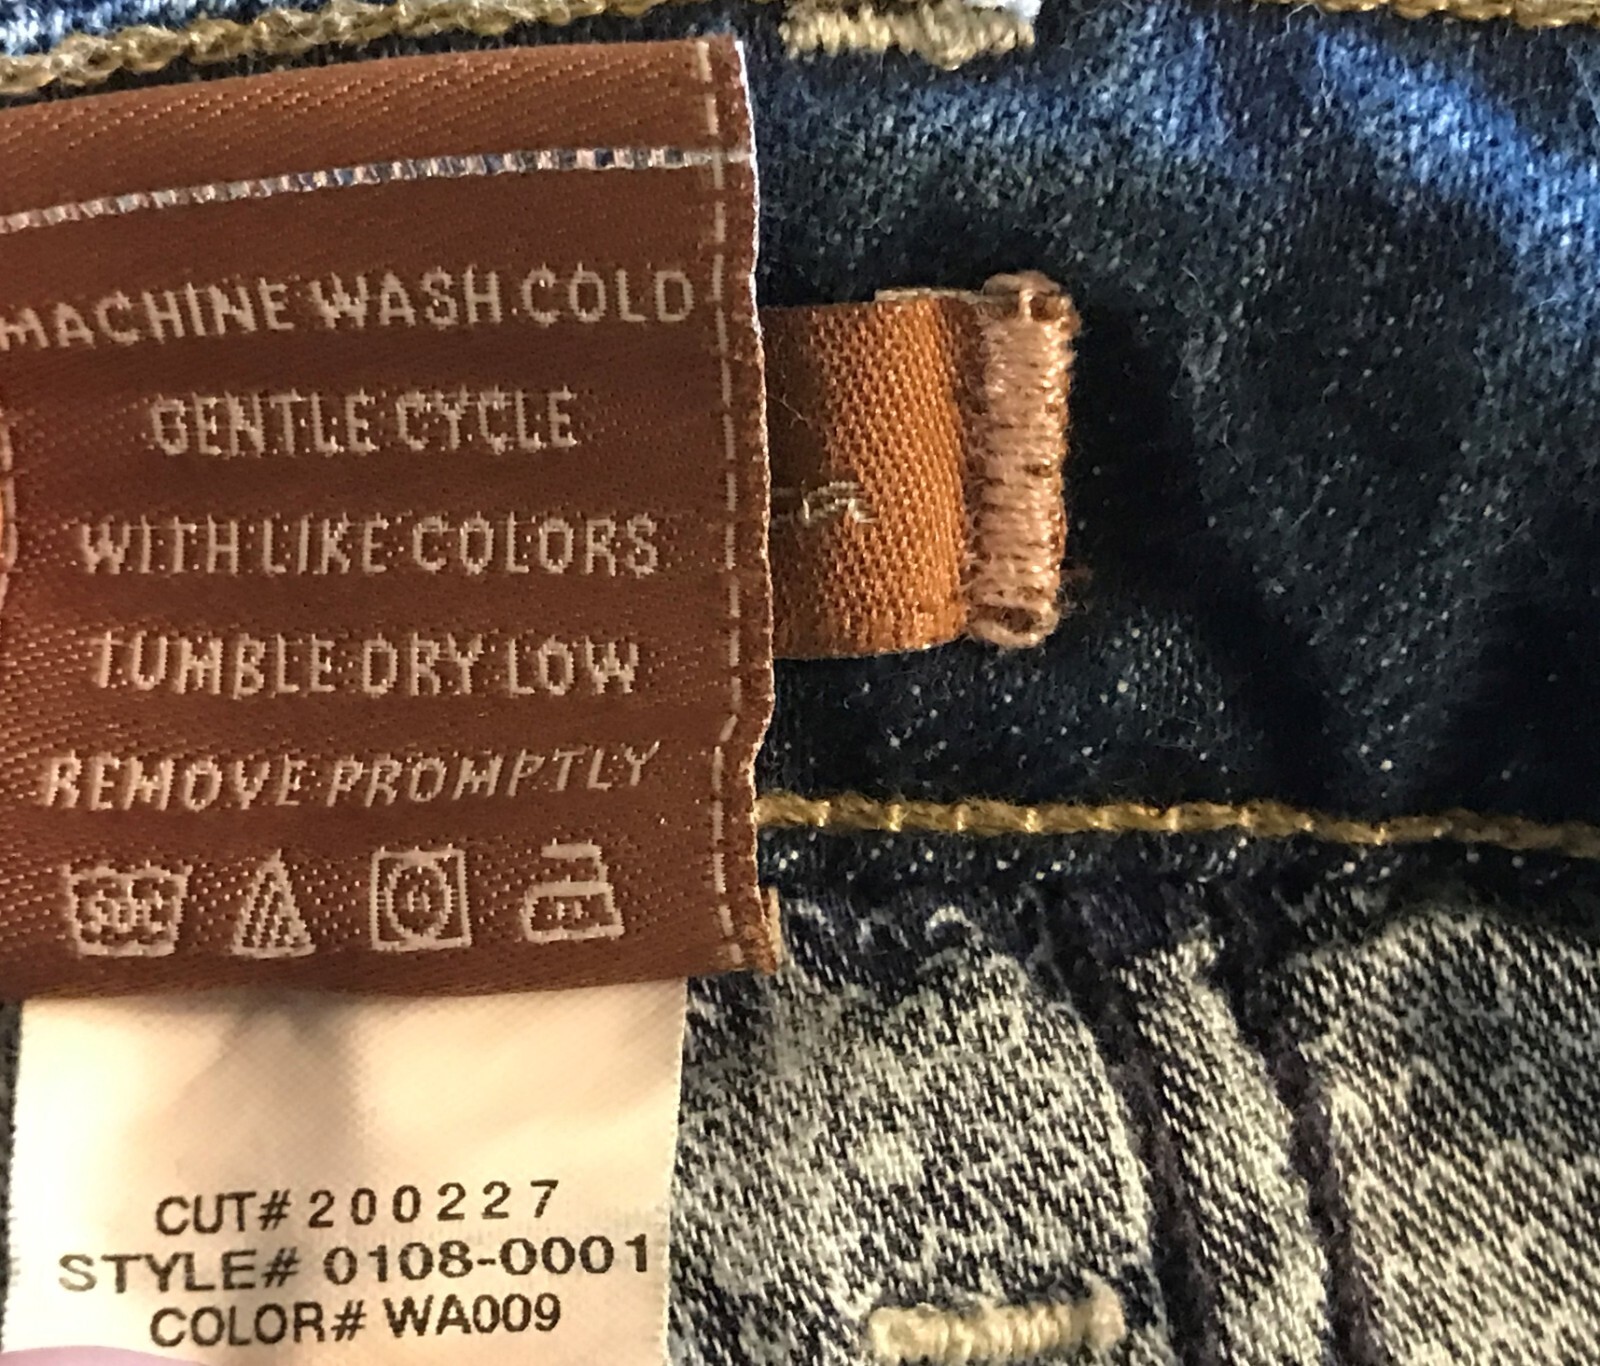 MACHINE WASH COLD
GENTLE CYCLE
WITH LIKE COLORS
TUMBLE DRY LOW
REMOVE PROMPTLY
CUT# 200227
STYLE# 0108-0001
COLOR# WA009